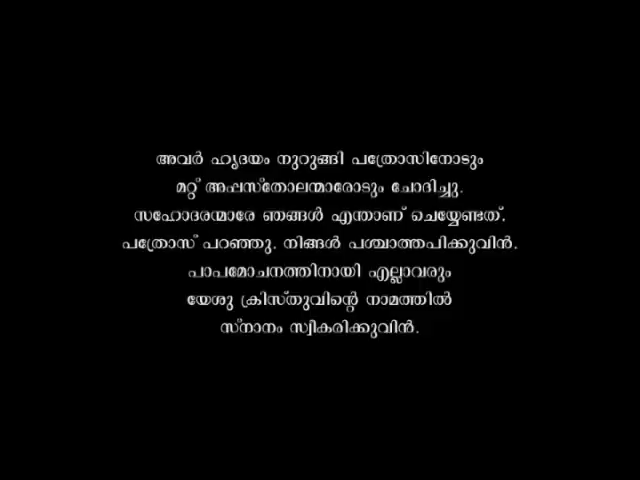 അവർ ഹൃദയം നുറുങ്ങി പത്രോസിനോടും
മറ്റ് അപ്പസ്തോലന്മാരോടും ചോദിച്ചു.
സഹോദരന്മാരേ ഞങ്ങൾ എന്താണ് ചെയ്യേണ്ടത്.
പത്രോസ് പറഞ്ഞു. നിങ്ങൾ പശ്ചാത്തപിക്കുവിൻ.
പാപമോചനത്തിനായി എല്ലാവരും
യേശു ക്രിസ്തുവിന്റെ നാമത്തിൽ
സ്നാനം സ്വീകരിക്കുവിൻ.